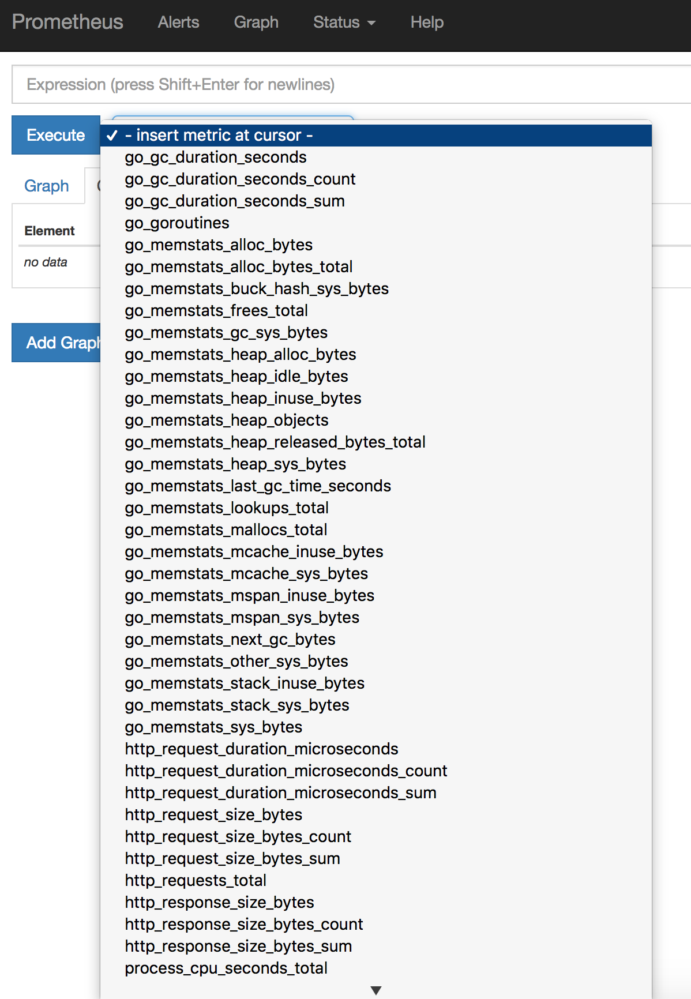 Prometheus Alerts Graph Status Help
Expression (press Shift+Enter for newlines)
Execute
✓ - insert metric at cursor -
go_gc_duration_seconds
go_gc_duration_seconds_count
Graph
go_gc_duration_seconds_sum
go_goroutines
Element
go_memstats_alloc_bytes
no data
go_memstats_alloc_bytes_total
go_memstats_buck_hash_sys_bytes
go_memstats_frees_total
go_memstats_gc_sys_bytes
Add Graph
go_memstats_heap_alloc_bytes
go_memstats_heap_idle_bytes
go_memstats_heap_inuse_bytes
go_memstats_heap_objects
go_memstats_heap_released_bytes_total
go_memstats_heap_sys_bytes
go_memstats_last_gc_time_seconds
go_memstats_lookups_total
go_memstats_mallocs_total
go_memstats_mcache_inuse_bytes
go_memstats_mcache_sys_bytes
go_memstats_mspan_inuse_bytes
go_memstats_mspan_sys_bytes
go_memstats_next_gc_bytes
go_memstats_other_sys_bytes
go_memstats_stack_inuse_bytes
go_memstats_stack_sys_bytes
go_memstats_sys_bytes
http_request_duration_microseconds
http_request_duration_microseconds_count
http_request_duration_microseconds_sum
http_request_size_bytes
http_request_size_bytes_count
http_request_size_bytes_sum
http_requests_total
http_response_size_bytes
http_response_size_bytes_count
http_response_size_bytes_sum
process_cpu_seconds_total